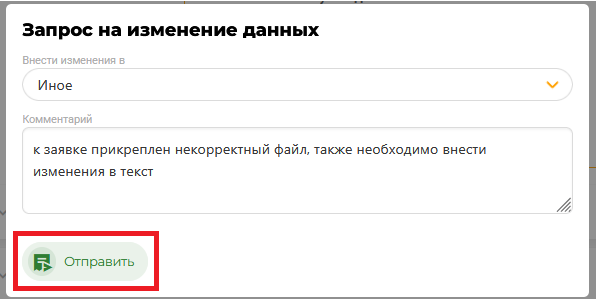 Запрос на изменение данных
Внести изменения в
Иное
Комментарий
к заявке прикреплен некорректный файл, также необходимо внести
изменения в текст
Отправить